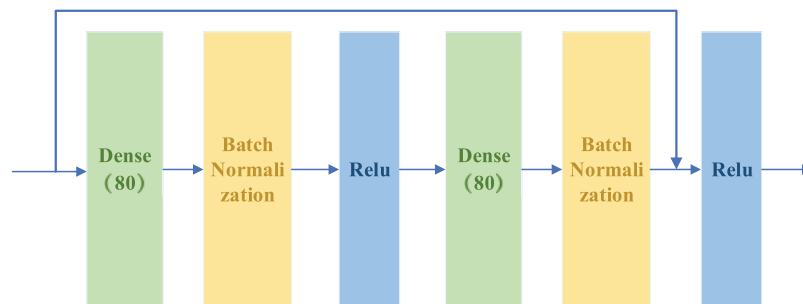 Dense
（80）
Batch
Normali
zation
Relu
Dense
（80）
Batch
Normali
zation
Relu